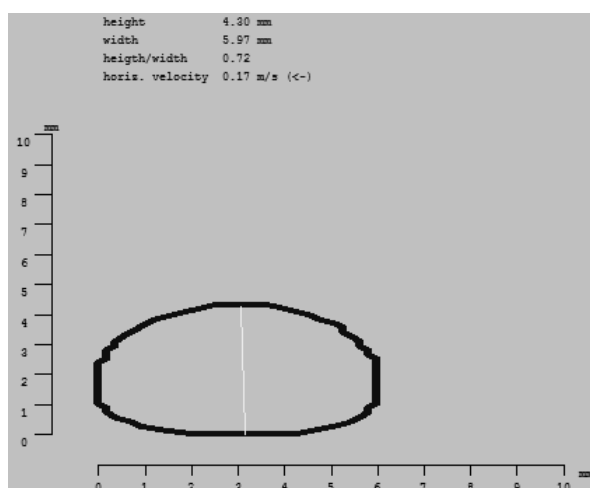 height 4.30 mm
width 5.97 mm
heigth/width 0.72
horis. velocity 0.17 m/s (<-)
mm
10
9
8
7
6
5
4
3
2
1
0
0 1 2 3 4 5 6 7 8 9 10 mm